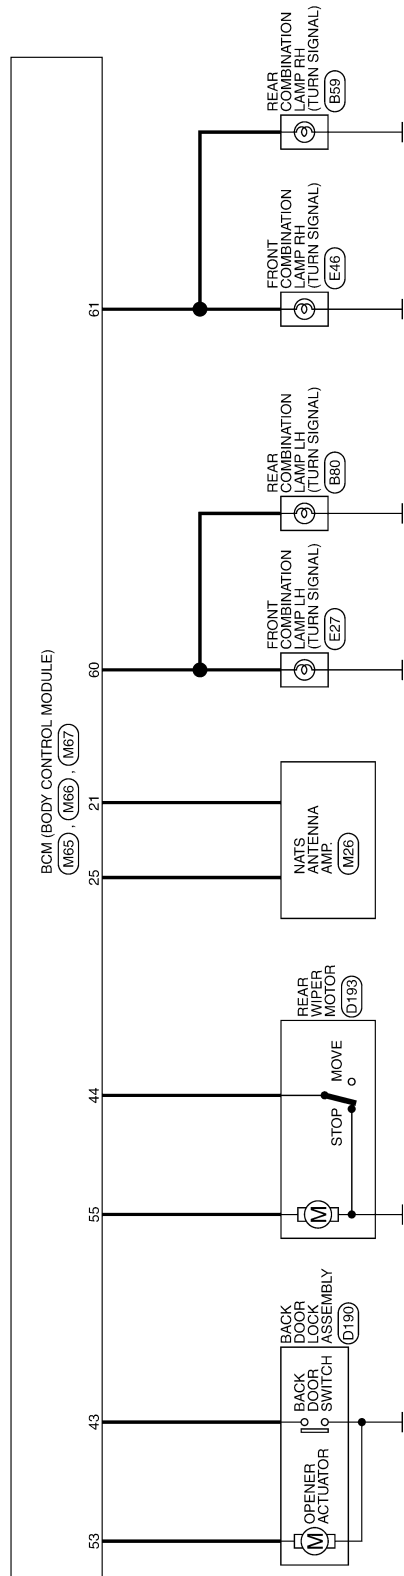 BCM (BODY CONTROL MODULE)
M65 , M66 , M67
53
43
55
44
25
21
60
61
BACK
DOOR
LOCK
ASSEMBLY
D190
OPENER
ACTUATOR
M
BACK
DOOR
SWITCH
REAR
WIPER
MOTOR
D193
M
STOP
MOVE
NATS
ANTENNA
AMP.
M26
FRONT
COMBINATION
LAMP LH
(TURN SIGNAL)
E27
REAR
COMBINATION
LAMP LH
(TURN SIGNAL)
B80
FRONT
COMBINATION
LAMP RH
(TURN SIGNAL)
E46
REAR
COMBINATION
LAMP RH
(TURN SIGNAL)
B59